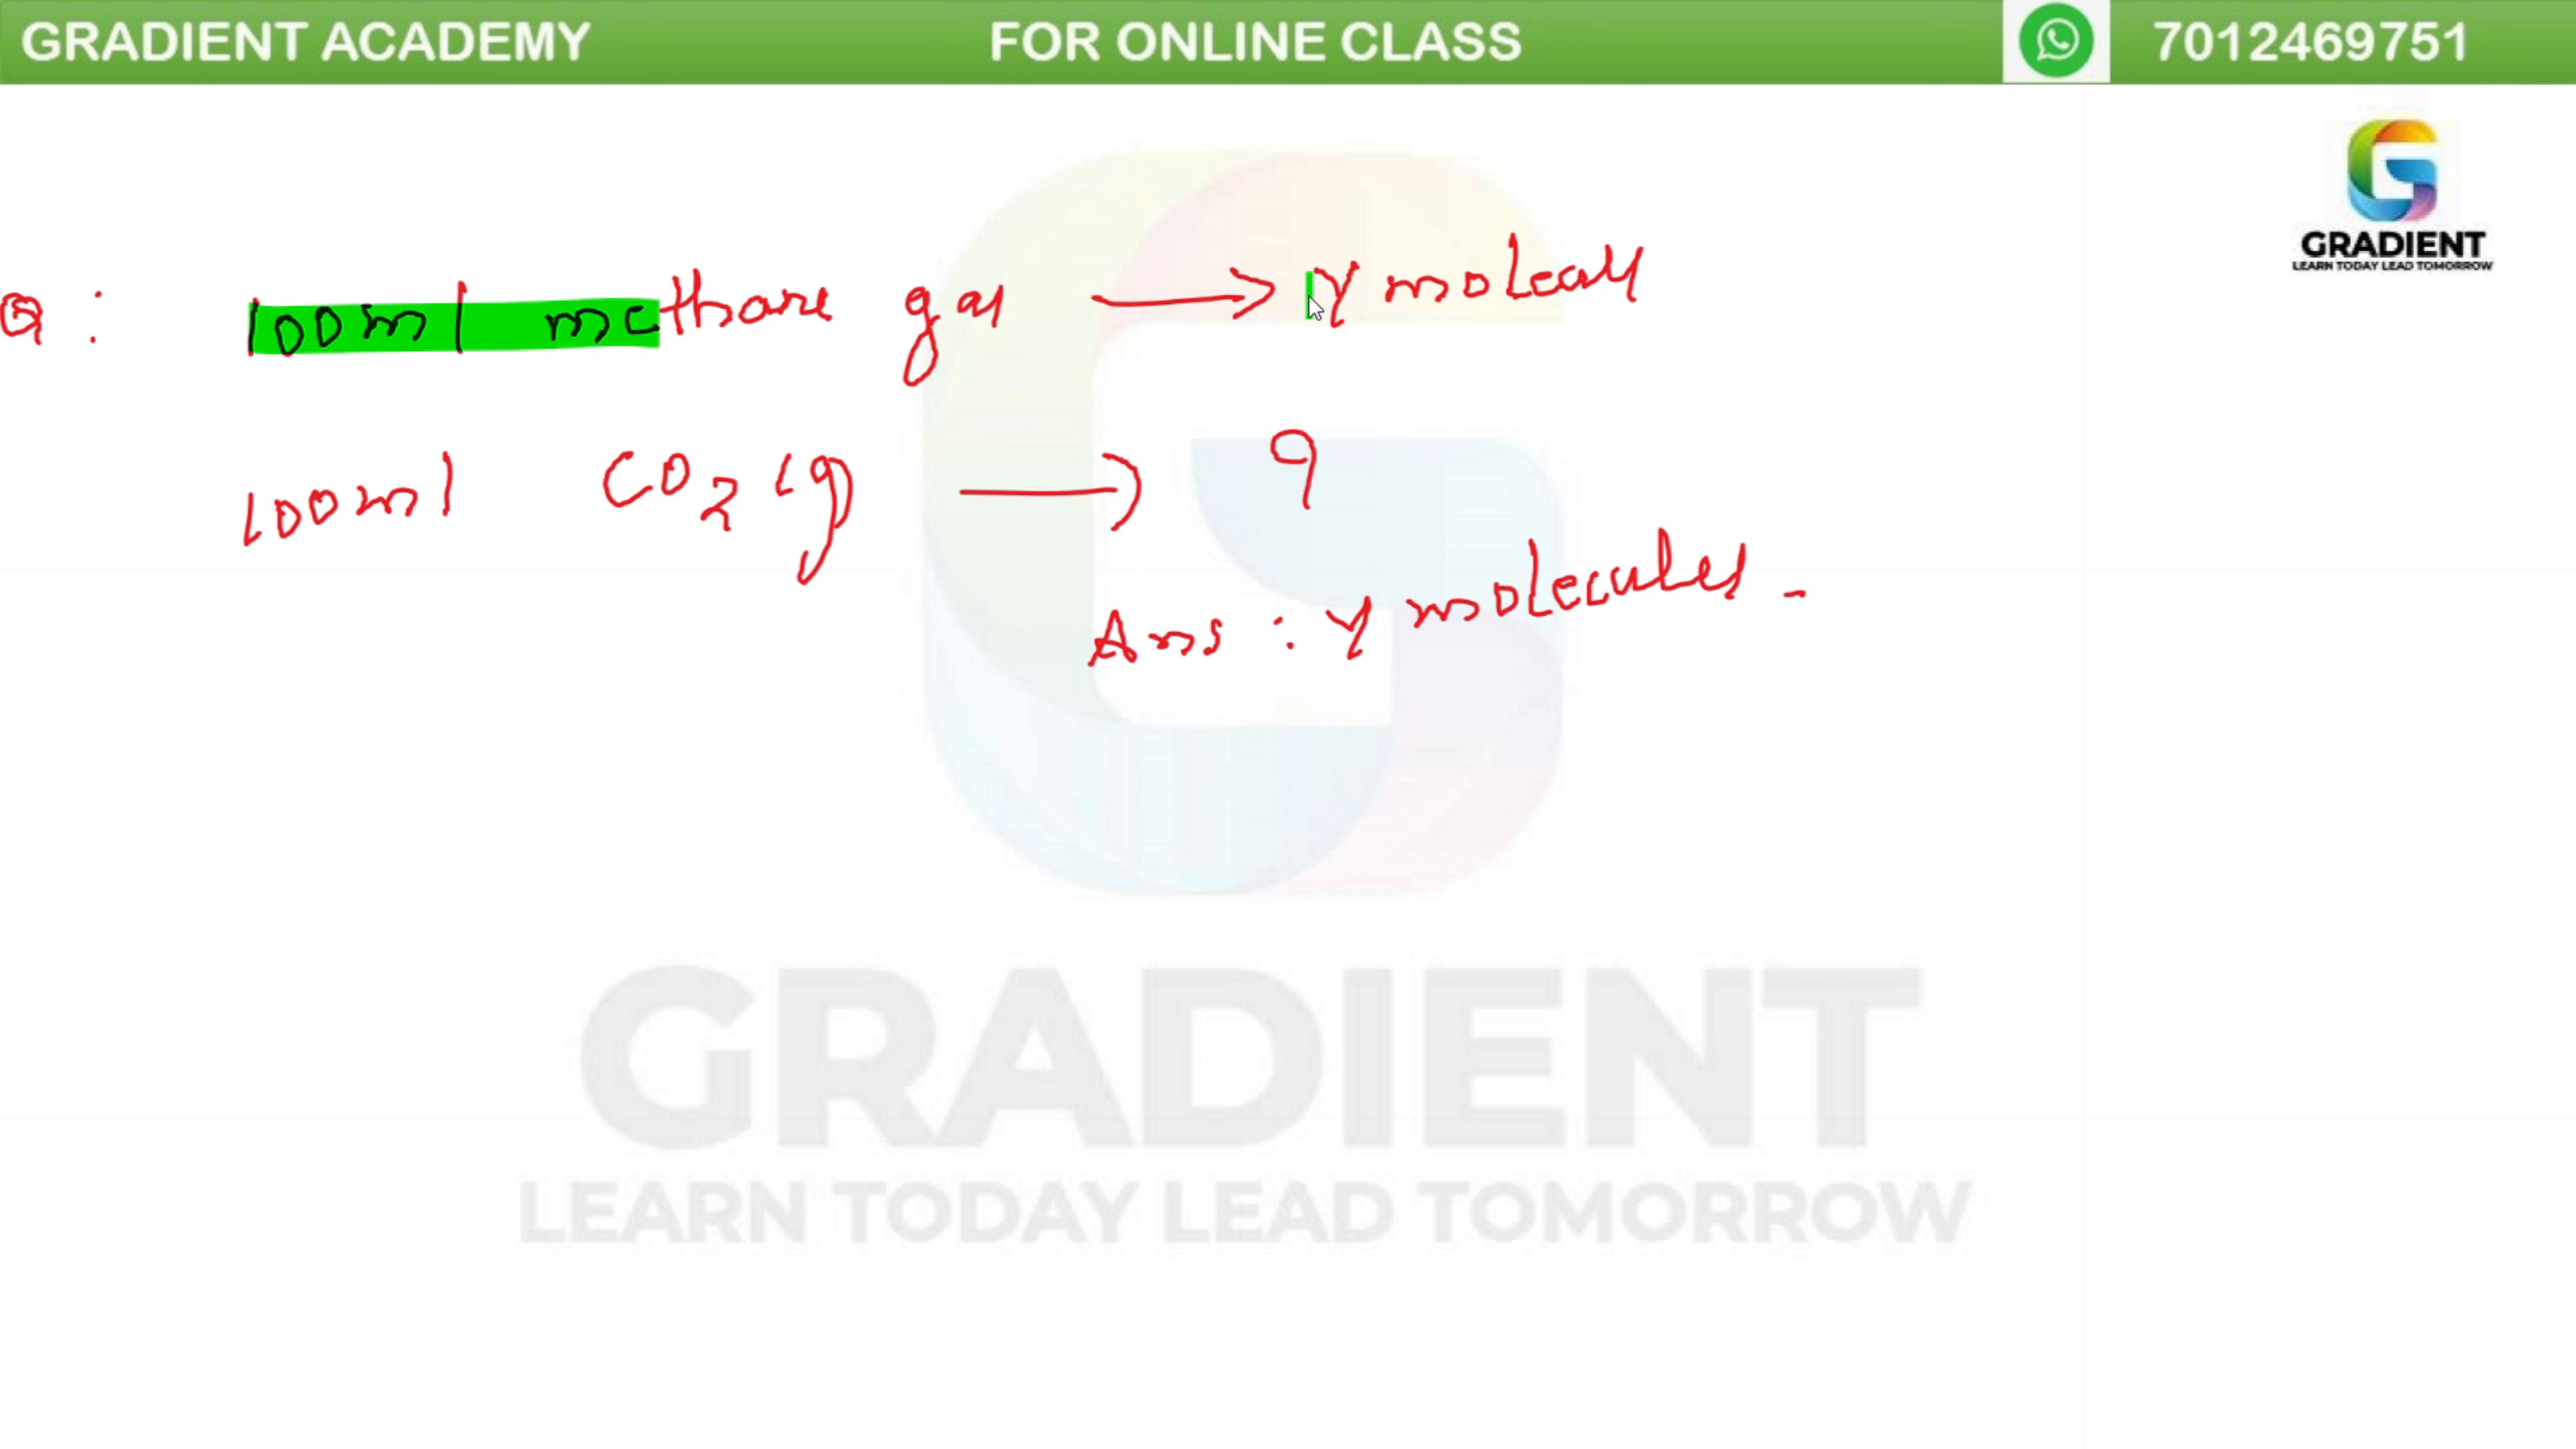 GRADIENT ACADEMY FOR ONLINE CLASS 7012469751
GRADIENT
LEARN TODAY LEAD TOMORROW
Q : 100ml methane gas → Y molecules
100ml CO2 (g) → ?
Ans : Y molecules -
GRADIENT
LEARN TODAY LEAD TOMORROW